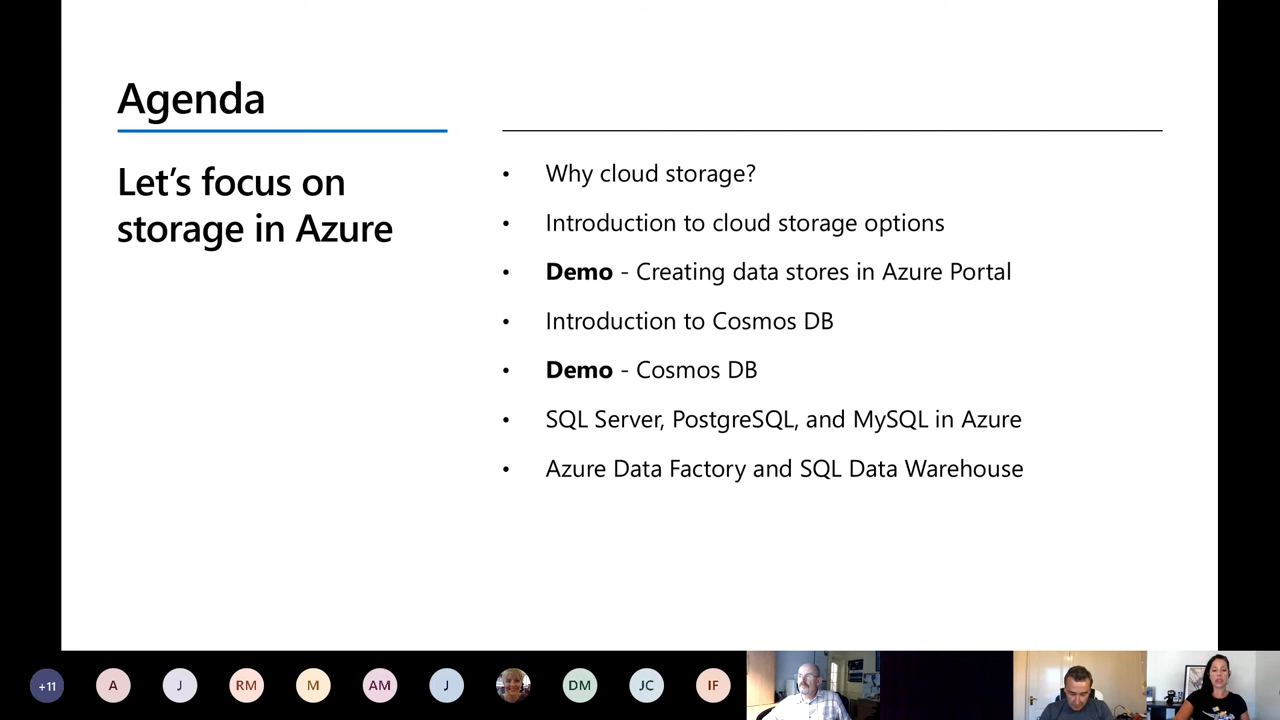 Agenda
Let's focus on
storage in Azure
• Why cloud storage?
• Introduction to cloud storage options
• Demo - Creating data stores in Azure Portal
• Introduction to Cosmos DB
• Demo - Cosmos DB
• SQL Server, PostgreSQL, and MySQL in Azure
• Azure Data Factory and SQL Data Warehouse
+11 A J RM M AM J DM JC IF